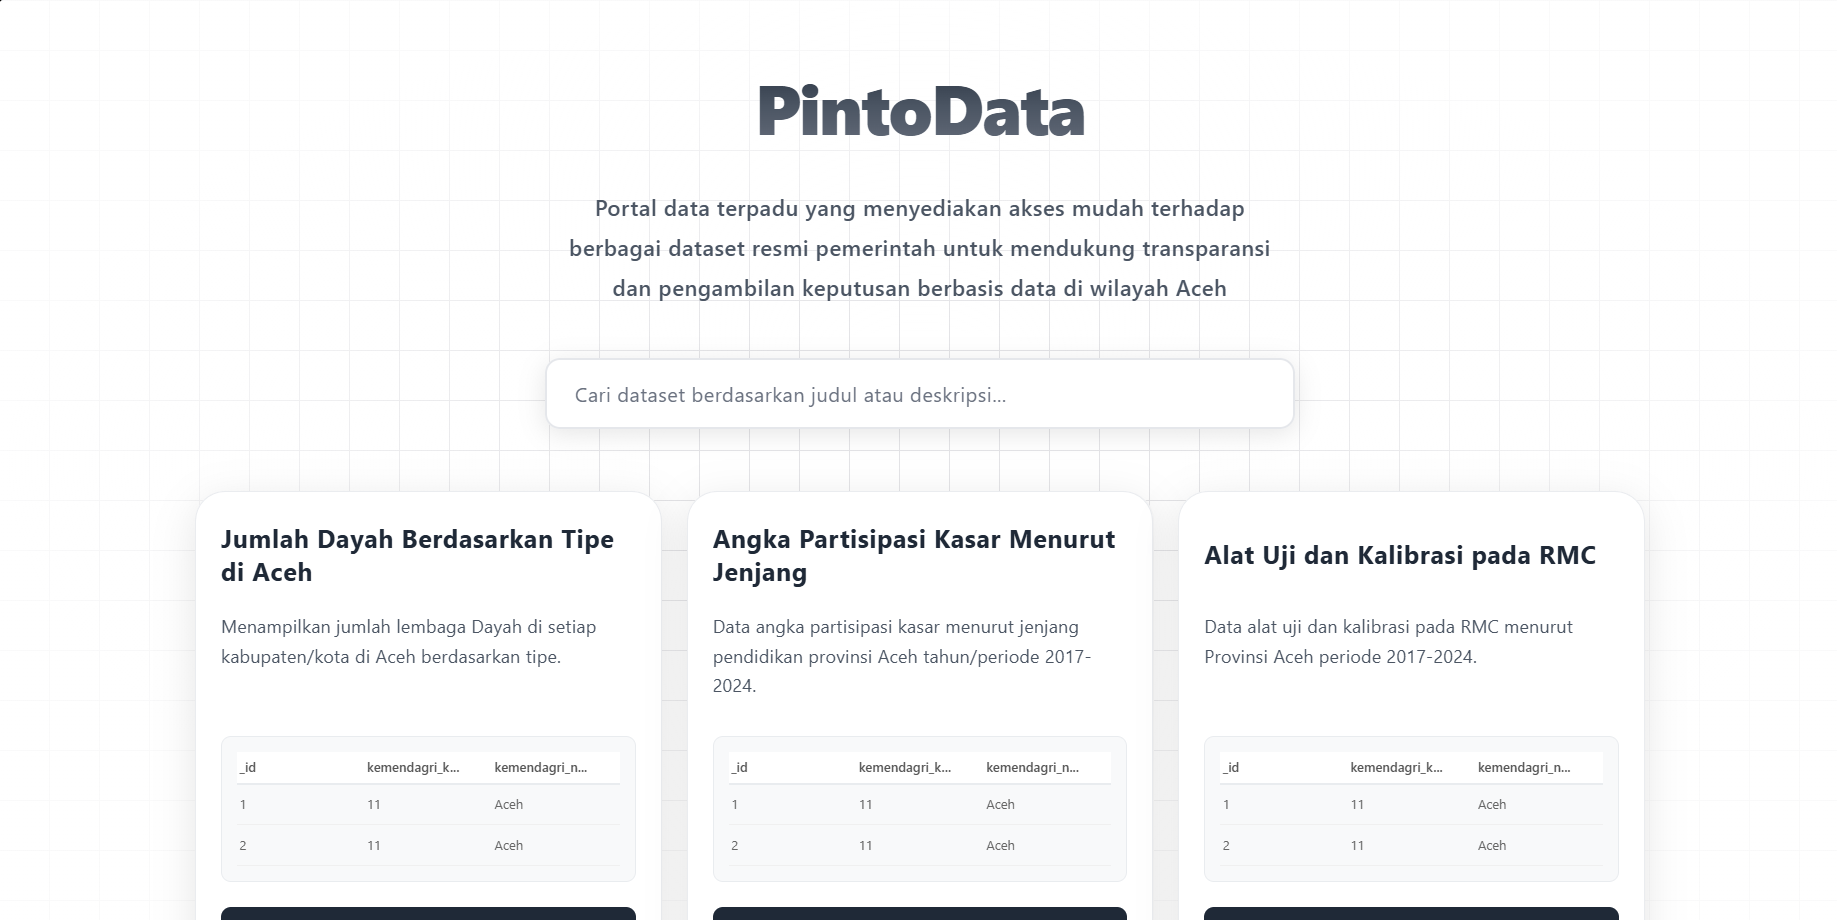 PintoData
Portal data terpadu yang menyediakan akses mudah terhadap
berbagai dataset resmi pemerintah untuk mendukung transparansi
dan pengambilan keputusan berbasis data di wilayah Aceh
Cari dataset berdasarkan judul atau deskripsi...
Jumlah Dayah Berdasarkan Tipe
di Aceh
Menampilkan jumlah lembaga Dayah di setiap
kabupaten/kota di Aceh berdasarkan tipe.
_id kemendagri_k... kemendagri_n...
1 11 Aceh
2 11 Aceh
Angka Partisipasi Kasar Menurut
Jenjang
Data angka partisipasi kasar menurut jenjang
pendidikan provinsi Aceh tahun/periode 2017-
2024.
_id kemendagri_k... kemendagri_n...
1 11 Aceh
2 11 Aceh
Alat Uji dan Kalibrasi pada RMC
Data alat uji dan kalibrasi pada RMC menurut
Provinsi Aceh periode 2017-2024.
_id kemendagri_k... kemendagri_n...
1 11 Aceh
2 11 Aceh